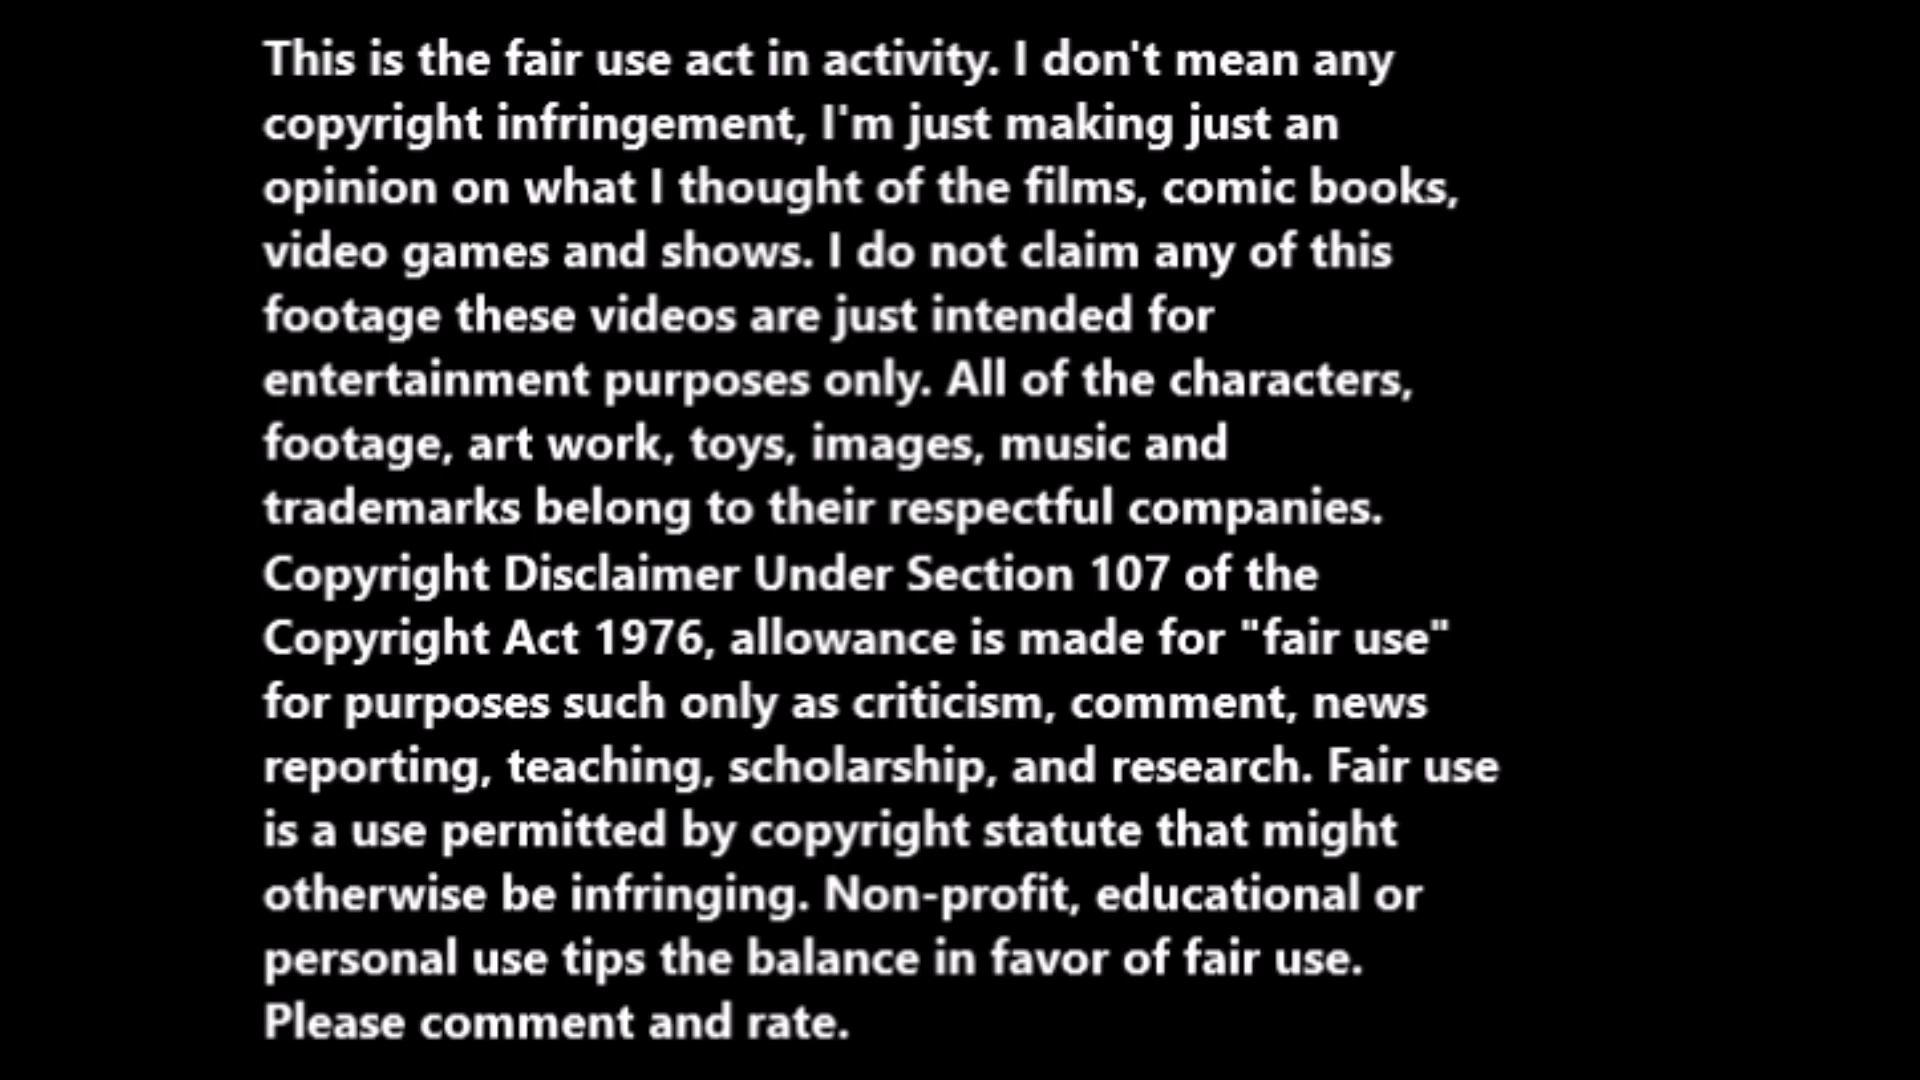 This is the fair use act in activity. I don't mean any
copyright infringement, I'm just making just an
opinion on what I thought of the films, comic books,
video games and shows. I do not claim any of this
footage these videos are just intended for
entertainment purposes only. All of the characters,
footage, art work, toys, images, music and
trademarks belong to their respectful companies.
Copyright Disclaimer Under Section 107 of the
Copyright Act 1976, allowance is made for "fair use"
for purposes such only as criticism, comment, news
reporting, teaching, scholarship, and research. Fair use
is a use permitted by copyright statute that might
otherwise be infringing. Non-profit, educational or
personal use tips the balance in favor of fair use.
Please comment and rate.